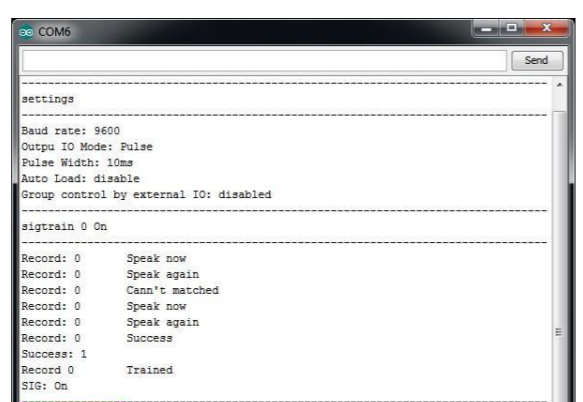 COM6
Send
--------------------------------------------------------------------------------
settings
--------------------------------------------------------------------------------
Baud rate: 9600
Outpu IO Mode: Pulse
Pulse Width: 10ms
Auto Load: disable
Group control by external IO: disabled
--------------------------------------------------------------------------------
sigtrain 0 On
--------------------------------------------------------------------------------
Record: 0 Speak now
Record: 0 Speak again
Record: 0 Cann't matched
Record: 0 Speak now
Record: 0 Speak again
Record: 0 Success
Success: 1
Record 0 Trained
SIG: On
--------------------------------------------------------------------------------